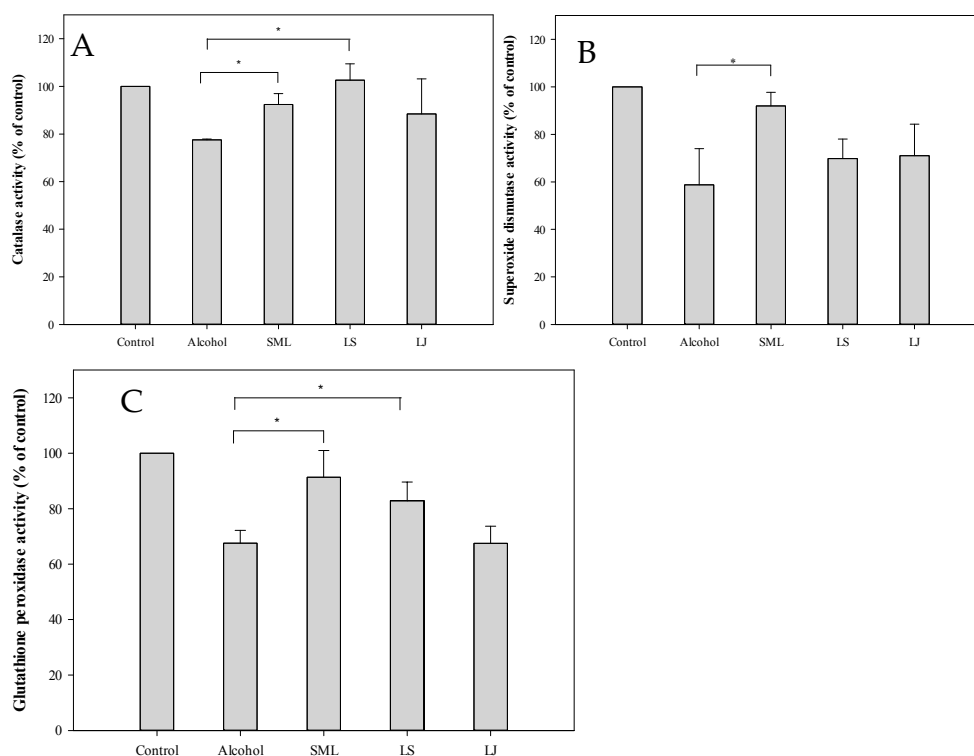 A
Catalase activity (% of control)
120
100
80
60
40
20
0
*
*
Control Alcohol SML LS LJ
B
Superoxide dismutase activity (% of control)
120
100
80
60
40
20
0
*
Control Alcohol SML LS LJ
C
Glutathione peroxidase activity (% of control)
120
100
80
60
40
20
0
*
*
Control Alcohol SML LS LJ